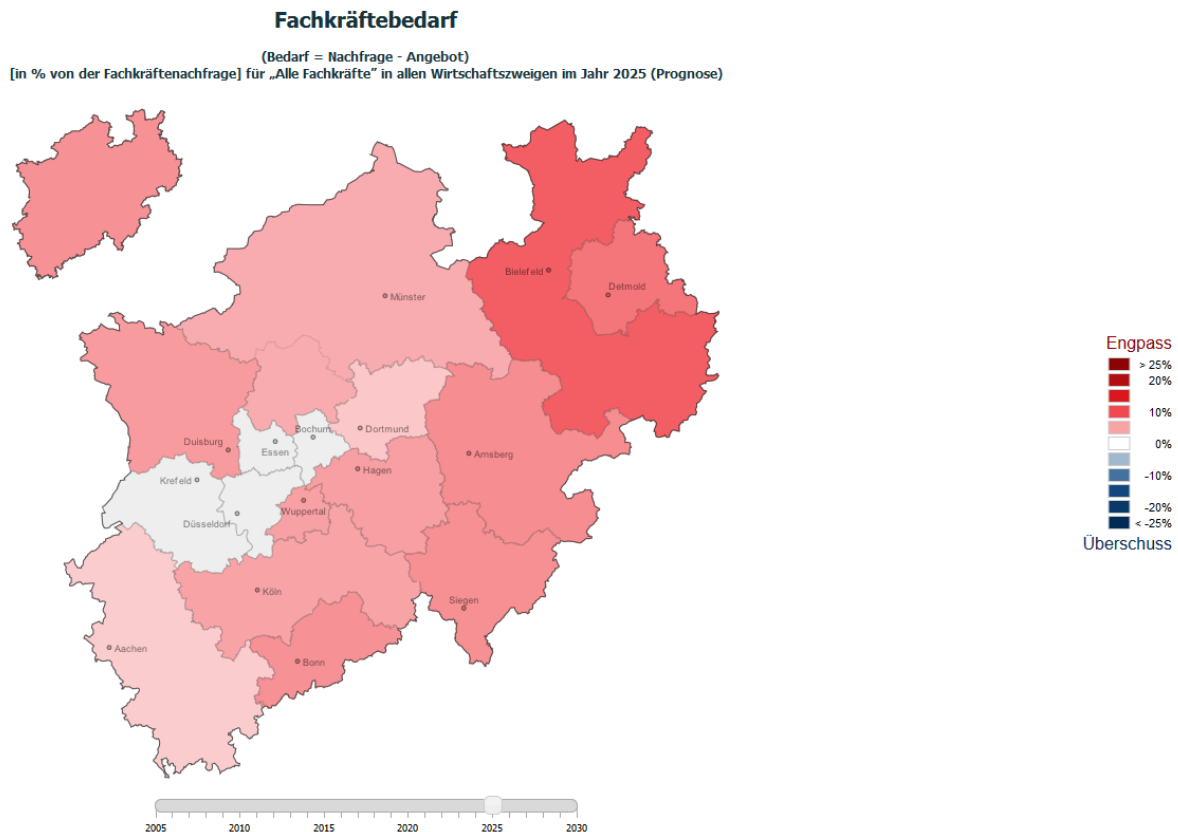 Fachkräftebedarf
(Bedarf = Nachfrage - Angebot)
[in % von der Fachkräftenachfrage] für „Alle Fachkräfte" in allen Wirtschaftszweigen im Jahr 2025 (Prognose)
Bielefeld
Detmold
Münster
Duisburg
Essen
Bochum
Dortmund
Arnsberg
Krefeld
Hagen
Düsseldorf
Wuppertal
Köln
Siegen
Aachen
Bonn
Engpass
> 25%
20%
10%
0%
-10%
-20%
< -25%
Überschuss
2005 2010 2015 2020 2025 2030